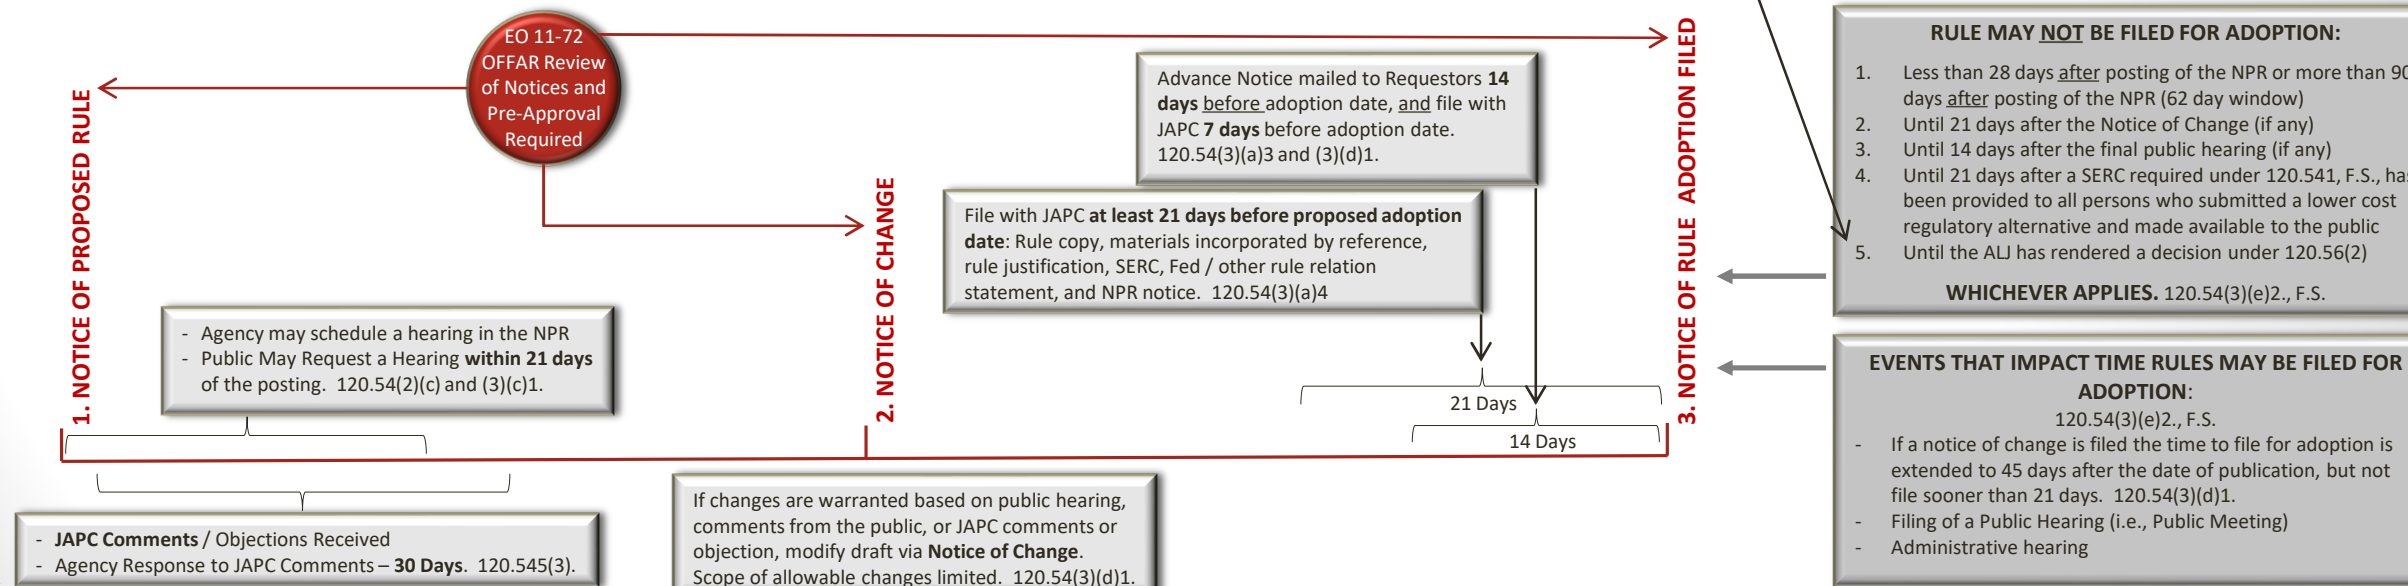 EO 11-72
OFFAR Review
of Notices and
Pre-Approval
Required
1. NOTICE OF PROPOSED RULE
2. NOTICE OF CHANGE
3. NOTICE OF RULE ADOPTION FILED
Advance Notice mailed to Requestors 14
days before adoption date, and file with
JAPC 7 days before adoption date.
120.54(3)(a)3 and (3)(d)1.
File with JAPC at least 21 days before proposed adoption
date: Rule copy, materials incorporated by reference,
rule justification, SERC, Fed / other rule relation
statement, and NPR notice. 120.54(3)(a)4
- Agency may schedule a hearing in the NPR
- Public May Request a Hearing within 21 days
of the posting. 120.54(2)(c) and (3)(c)1.
21 Days
14 Days
- JAPC Comments / Objections Received
- Agency Response to JAPC Comments – 30 Days. 120.545(3).
If changes are warranted based on public hearing,
comments from the public, or JAPC comments or
objection, modify draft via Notice of Change.
Scope of allowable changes limited. 120.54(3)(d)1.
RULE MAY NOT BE FILED FOR ADOPTION:
1. Less than 28 days after posting of the NPR or more than 90
days after posting of the NPR (62 day window)
2. Until 21 days after the Notice of Change (if any)
3. Until 14 days after the final public hearing (if any)
4. Until 21 days after a SERC required under 120.541, F.S., has
been provided to all persons who submitted a lower cost
regulatory alternative and made available to the public
5. Until the ALJ has rendered a decision under 120.56(2)
WHICHEVER APPLIES. 120.54(3)(e)2., F.S.
EVENTS THAT IMPACT TIME RULES MAY BE FILED FOR
ADOPTION:
120.54(3)(e)2., F.S.
- If a notice of change is filed the time to file for adoption is
extended to 45 days after the date of publication, but not
file sooner than 21 days. 120.54(3)(d)1.
- Filing of a Public Hearing (i.e., Public Meeting)
- Administrative hearing